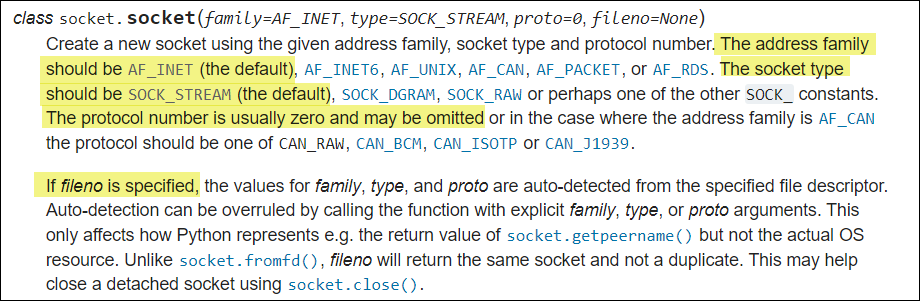 class socket.socket(family=AF_INET, type=SOCK_STREAM, proto=0, fileno=None)
Create a new socket using the given address family, socket type and protocol number. The address family
should be AF_INET (the default), AF_INET6, AF_UNIX, AF_CAN, AF_PACKET, or AF_RDS. The socket type
should be SOCK_STREAM (the default), SOCK_DGRAM, SOCK_RAW or perhaps one of the other SOCK_ constants.
The protocol number is usually zero and may be omitted or in the case where the address family is AF_CAN
the protocol should be one of CAN_RAW, CAN_BCM, CAN_ISOTP or CAN_J1939.
If fileno is specified, the values for family, type, and proto are auto-detected from the specified file descriptor.
Auto-detection can be overruled by calling the function with explicit family, type, or proto arguments. This
only affects how Python represents e.g. the return value of socket.getpeername() but not the actual OS
resource. Unlike socket.fromfd(), fileno will return the same socket and not a duplicate. This may help
close a detached socket using socket.close().